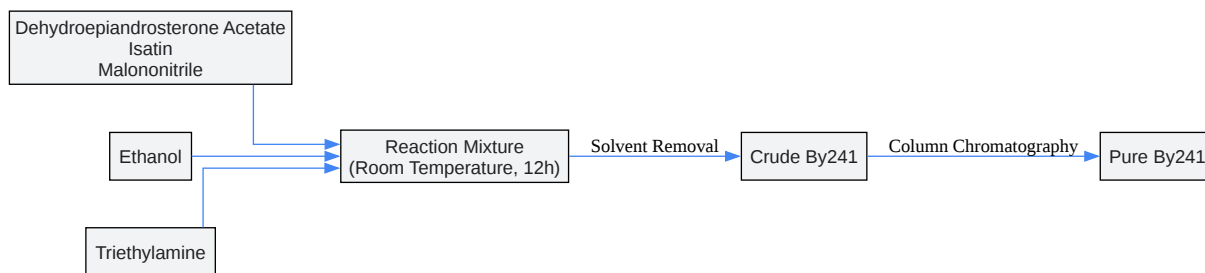 Dehydroepiandrosterone Acetate
Isatin
Malononitrile
Ethanol
Triethylamine
Reaction Mixture
(Room Temperature, 12h)
Solvent Removal
Crude By241
Column Chromatography
Pure By241